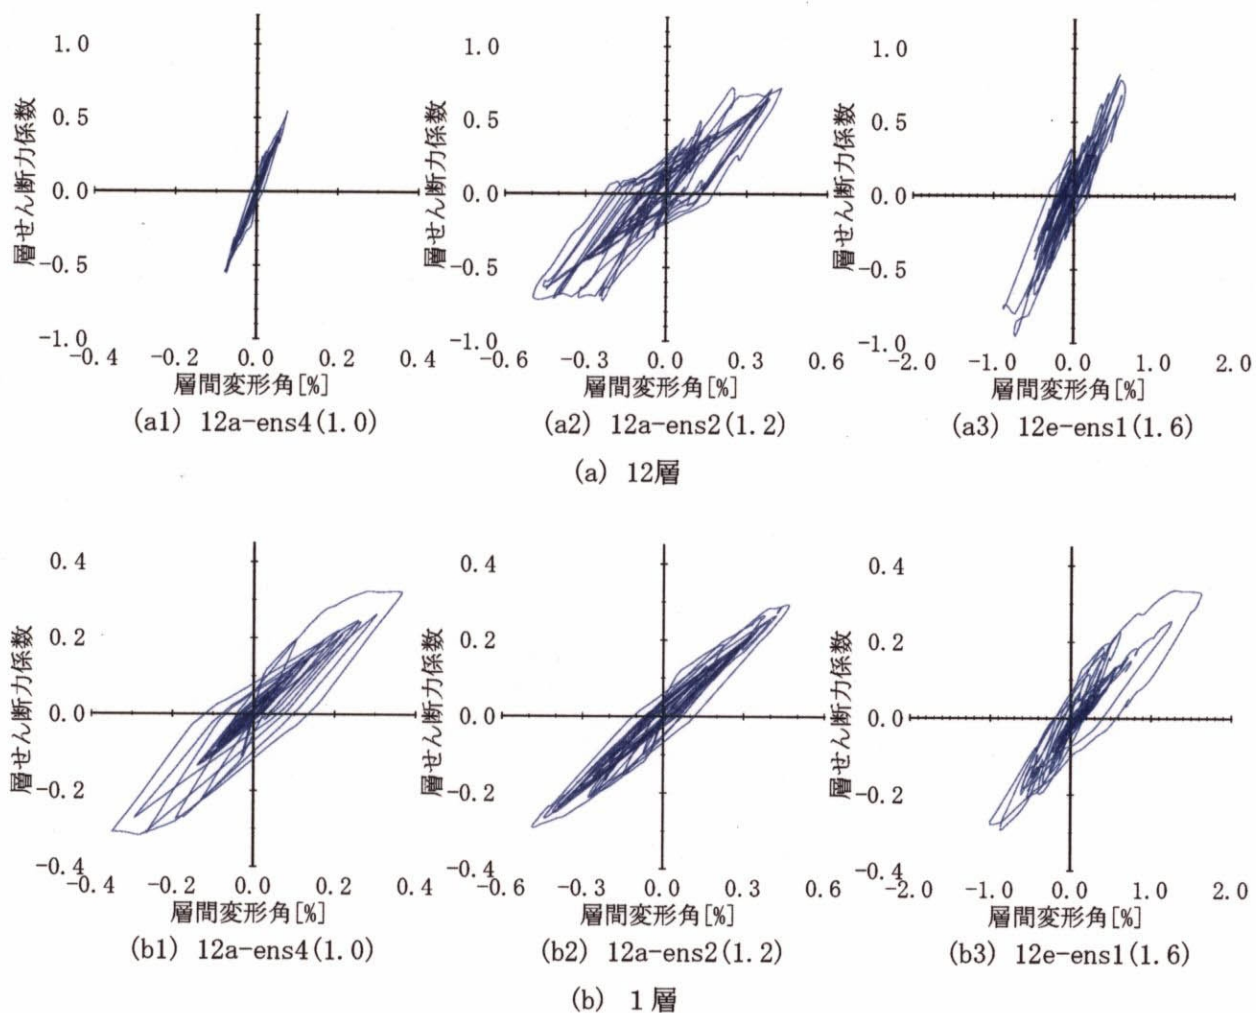 層せん断力係数
1.0
0.5
0.0
-0.5
-1.0
-0.4 -0.2 0.0 0.2 0.4
層間変形角[%]
(a1) 12a-ens4(1.0)
層せん断力係数
1.0
0.5
0.0
-0.5
-1.0
-0.6 -0.3 0.0 0.3 0.6
層間変形角[%]
(a2) 12a-ens2(1.2)
層せん断力係数
1.0
0.5
0.0
-0.5
-1.0
-2.0 -1.0 0.0 1.0 2.0
層間変形角[%]
(a3) 12e-ens1(1.6)
(a) 12層
層せん断力係数
0.4
0.2
0.0
-0.2
-0.4
-0.4 -0.2 0.0 0.2 0.4
層間変形角[%]
(b1) 12a-ens4(1.0)
層せん断力係数
0.4
0.2
0.0
-0.2
-0.4
-0.6 -0.3 0.0 0.3 0.6
層間変形角[%]
(b2) 12a-ens2(1.2)
層せん断力係数
0.4
0.2
0.0
-0.2
-0.4
-2.0 -1.0 0.0 1.0 2.0
層間変形角[%]
(b3) 12e-ens1(1.6)
(b) 1層